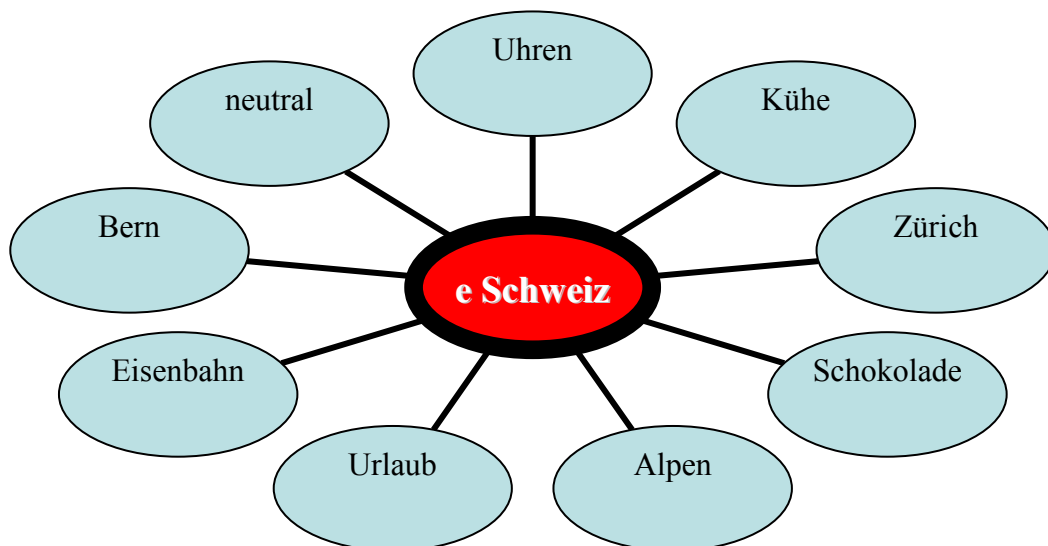 Uhren
neutral
Kühe
Bern
Zürich
e Schweiz
Eisenbahn
Schokolade
Urlaub
Alpen